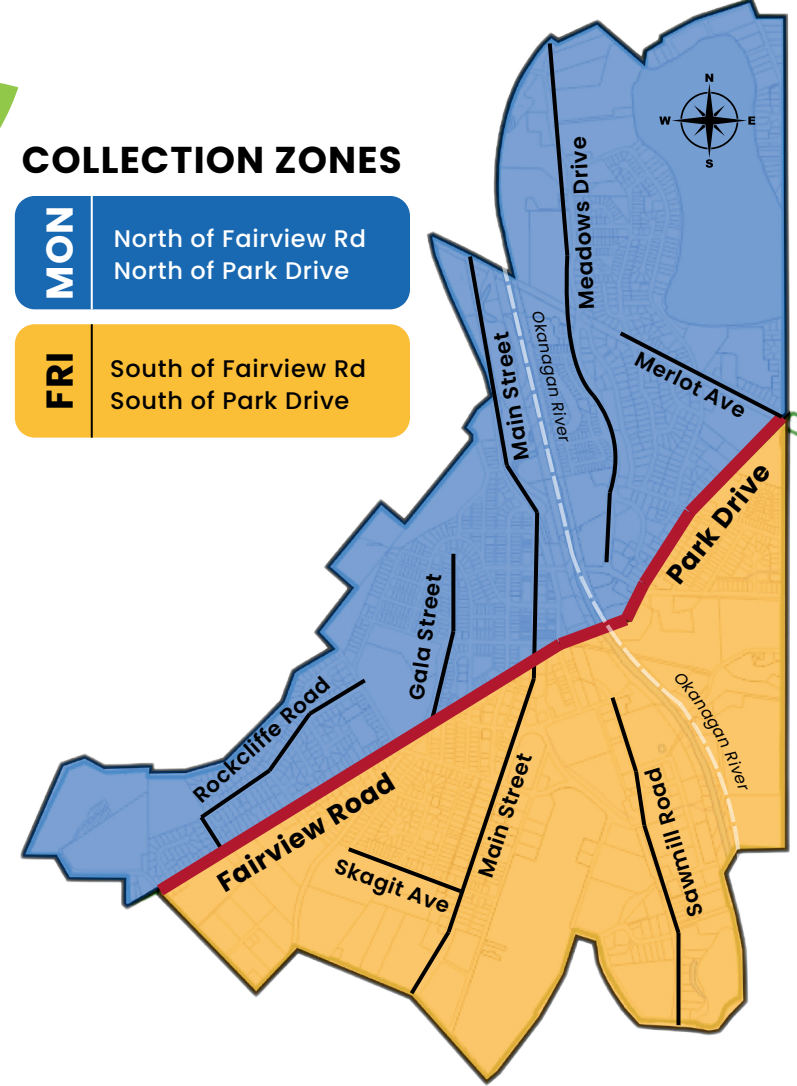 COLLECTION ZONES
MON
North of Fairview Rd
North of Park Drive
FRI
South of Fairview Rd
South of Park Drive
N
W
E
S
Meadows Drive
Main Street
Okanagan River
Merlot Ave
Park Drive
Gala Street
Rockcliffe Road
Okanagan River
Fairview Road
Main Street
Sawmill Road
Skagit Ave